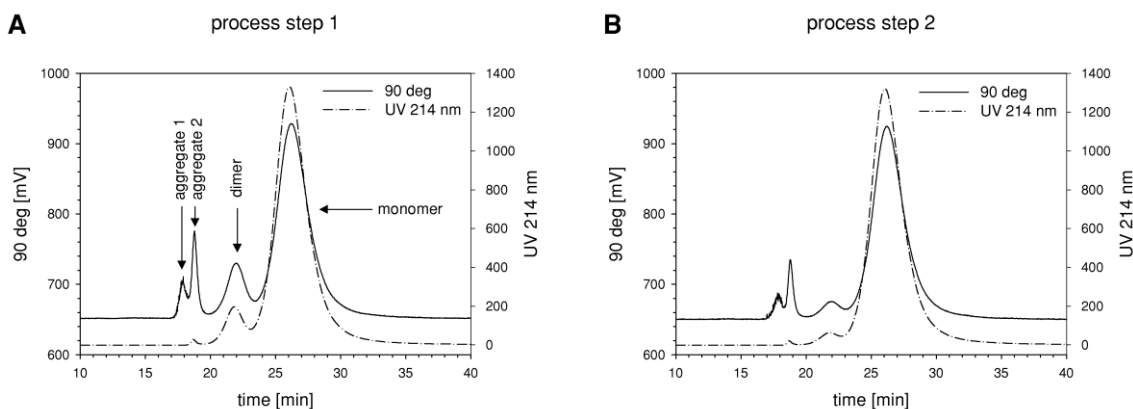 A
process step 1
90 deg
UV 214 nm
aggregate 1
aggregate 2
dimer
monomer
90 deg [mV]
1000
900
800
700
600
UV 214 nm
1400
1200
1000
800
600
400
200
0
10 15 20 25 30 35 40
time [min]
B
process step 2
90 deg
UV 214 nm
90 deg [mV]
1000
900
800
700
600
UV 214 nm
1400
1200
1000
800
600
400
200
0
10 15 20 25 30 35 40
time [min]